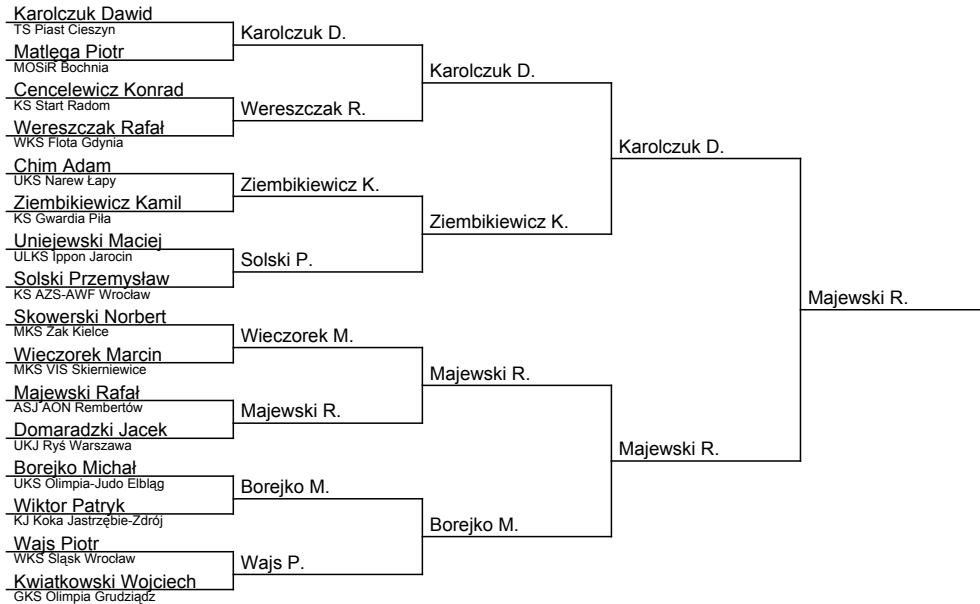 Karolczuk Dawid
TS Piast Cieszyn
Matlęga Piotr
MOSiR Bochnia
Cencelewicz Konrad
KS Start Radom
Wereszczak Rafał
WKS Flota Gdynia
Chim Adam
UKS Narew Łapy
Ziembikiewicz Kamil
KS Gwardia Piła
Uniejewski Maciej
ULKS Ippon Jarocin
Solski Przemysław
KS AZS-AWF Wrocław
Skowerski Norbert
MKS Żak Kielce
Wieczorek Marcin
MKS VIS Skierniewice
Majewski Rafał
ASJ AON Rembertów
Domaradzki Jacek
UKJ Ryś Warszawa
Borejko Michał
UKS Olimpia-Judo Elbląg
Wiktor Patryk
KJ Koka Jastrzębie-Zdrój
Wajs Piotr
WKS Śląsk Wrocław
Kwiatkowski Wojciech
GKS Olimpia Grudziądz
Karolczuk D.
Wereszczak R.
Ziembikiewicz K.
Solski P.
Wieczorek M.
Majewski R.
Borejko M.
Wajs P.
Karolczuk D.
Ziembikiewicz K.
Majewski R.
Borejko M.
Karolczuk D.
Majewski R.
Majewski R.